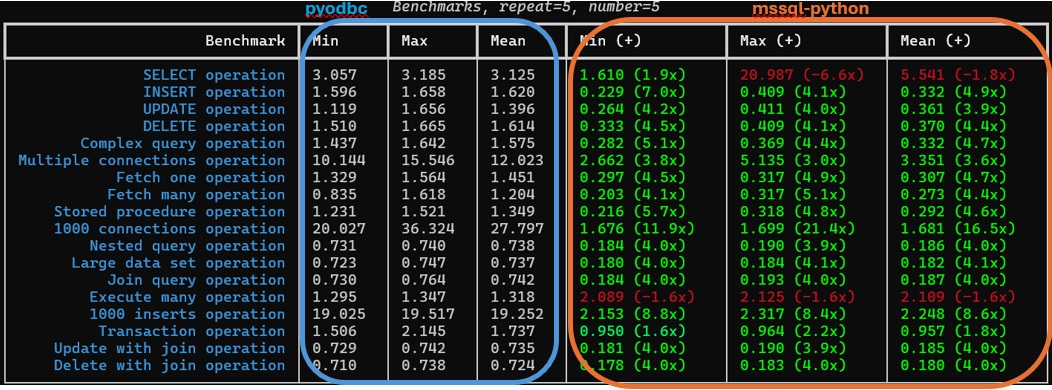 pyodbc Benchmarks, repeat=5, number=5 mssql-python
Benchmark Min Max Mean Min (+) Max (+) Mean (+)
SELECT operation 3.057 3.185 3.125 1.610 (1.9x) 20.987 (-6.6x) 5.541 (-1.8x)
INSERT operation 1.596 1.658 1.620 0.229 (7.0x) 0.409 (4.1x) 0.332 (4.9x)
UPDATE operation 1.119 1.656 1.396 0.264 (4.2x) 0.411 (4.0x) 0.361 (3.9x)
DELETE operation 1.510 1.665 1.614 0.333 (4.5x) 0.409 (4.1x) 0.370 (4.4x)
Complex query operation 1.437 1.642 1.575 0.282 (5.1x) 0.369 (4.4x) 0.332 (4.7x)
Multiple connections operation 10.144 15.546 12.023 2.662 (3.8x) 5.135 (3.0x) 3.351 (3.6x)
Fetch one operation 1.329 1.564 1.451 0.297 (4.5x) 0.317 (4.9x) 0.307 (4.7x)
Fetch many operation 0.835 1.618 1.204 0.203 (4.1x) 0.317 (5.1x) 0.273 (4.4x)
Stored procedure operation 1.231 1.521 1.349 0.216 (5.7x) 0.318 (4.8x) 0.292 (4.6x)
1000 connections operation 20.027 36.324 27.797 1.676 (11.9x) 1.699 (21.4x) 1.681 (16.5x)
Nested query operation 0.731 0.740 0.738 0.184 (4.0x) 0.190 (3.9x) 0.186 (4.0x)
Large data set operation 0.723 0.747 0.737 0.180 (4.0x) 0.184 (4.1x) 0.182 (4.1x)
Join query operation 0.730 0.764 0.742 0.184 (4.0x) 0.193 (4.0x) 0.187 (4.0x)
Execute many operation 1.295 1.347 1.318 2.089 (-1.6x) 2.125 (-1.6x) 2.109 (-1.6x)
1000 inserts operation 19.025 19.517 19.252 2.153 (8.8x) 2.317 (8.4x) 2.248 (8.6x)
Transaction operation 1.506 2.145 1.737 0.950 (1.6x) 0.964 (2.2x) 0.957 (1.8x)
Update with join operation 0.729 0.742 0.735 0.181 (4.0x) 0.190 (3.9x) 0.185 (4.0x)
Delete with join operation 0.710 0.738 0.724 0.178 (4.0x) 0.183 (4.0x) 0.180 (4.0x)